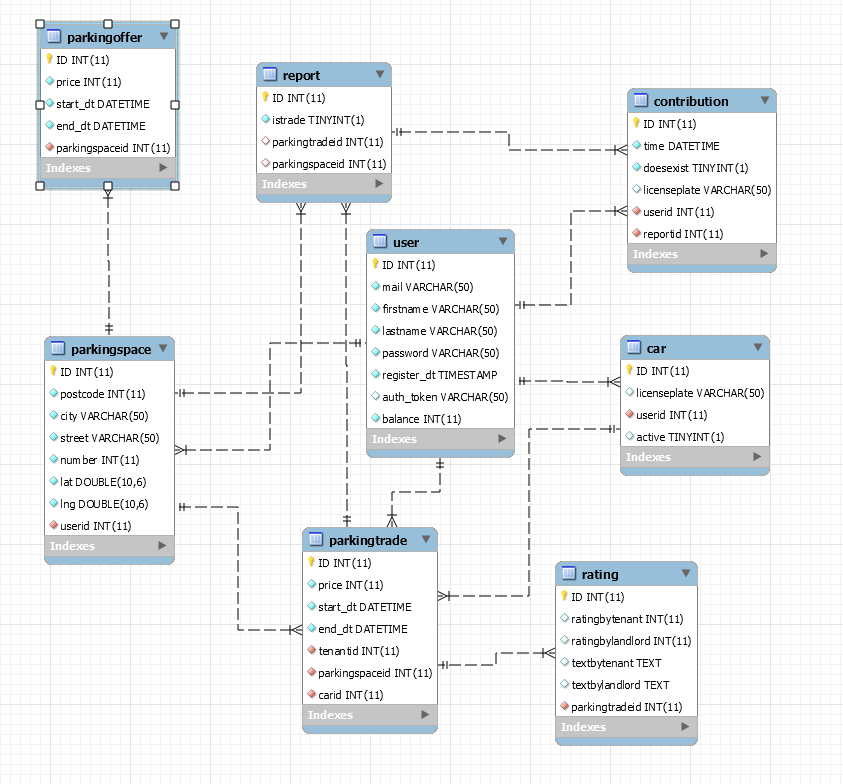 parkingoffer
ID INT(11)
price INT(11)
start_dt DATETIME
end_dt DATETIME
parkingspaceid INT(11)
Indexes
report
ID INT(11)
istrade TINYINT(1)
parkingtradeid INT(11)
parkingspaceid INT(11)
Indexes
contribution
ID INT(11)
time DATETIME
doesexist TINYINT(1)
licenseplate VARCHAR(50)
userid INT(11)
reportid INT(11)
Indexes
user
ID INT(11)
mail VARCHAR(50)
firstname VARCHAR(50)
lastname VARCHAR(50)
password VARCHAR(50)
register_dt TIMESTAMP
auth_token VARCHAR(50)
balance INT(11)
Indexes
parkingspace
ID INT(11)
postcode INT(11)
city VARCHAR(50)
street VARCHAR(50)
number INT(11)
lat DOUBLE(10,6)
lng DOUBLE(10,6)
userid INT(11)
Indexes
car
ID INT(11)
licenseplate VARCHAR(50)
userid INT(11)
active TINYINT(1)
Indexes
parkingtrade
ID INT(11)
price INT(11)
start_dt DATETIME
end_dt DATETIME
tenantid INT(11)
parkingspaceid INT(11)
carid INT(11)
Indexes
rating
ID INT(11)
ratingbytenant INT(11)
ratingbylandlord INT(11)
textbytenant TEXT
textbylandlord TEXT
parkingtradeid INT(11)
Indexes